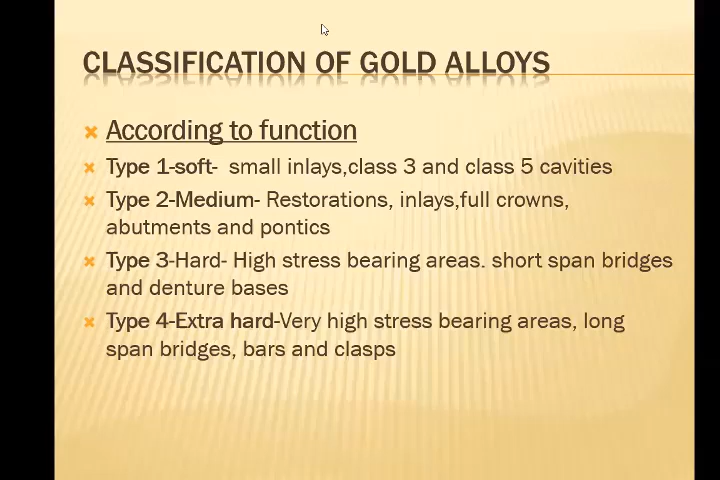 CLASSIFICATION OF GOLD ALLOYS
According to function
Type 1-soft- small inlays,class 3 and class 5 cavities
Type 2-Medium- Restorations, inlays,full crowns,
abutments and pontics
Type 3-Hard- High stress bearing areas. short span bridges
and denture bases
Type 4-Extra hard-Very high stress bearing areas, long
span bridges, bars and clasps